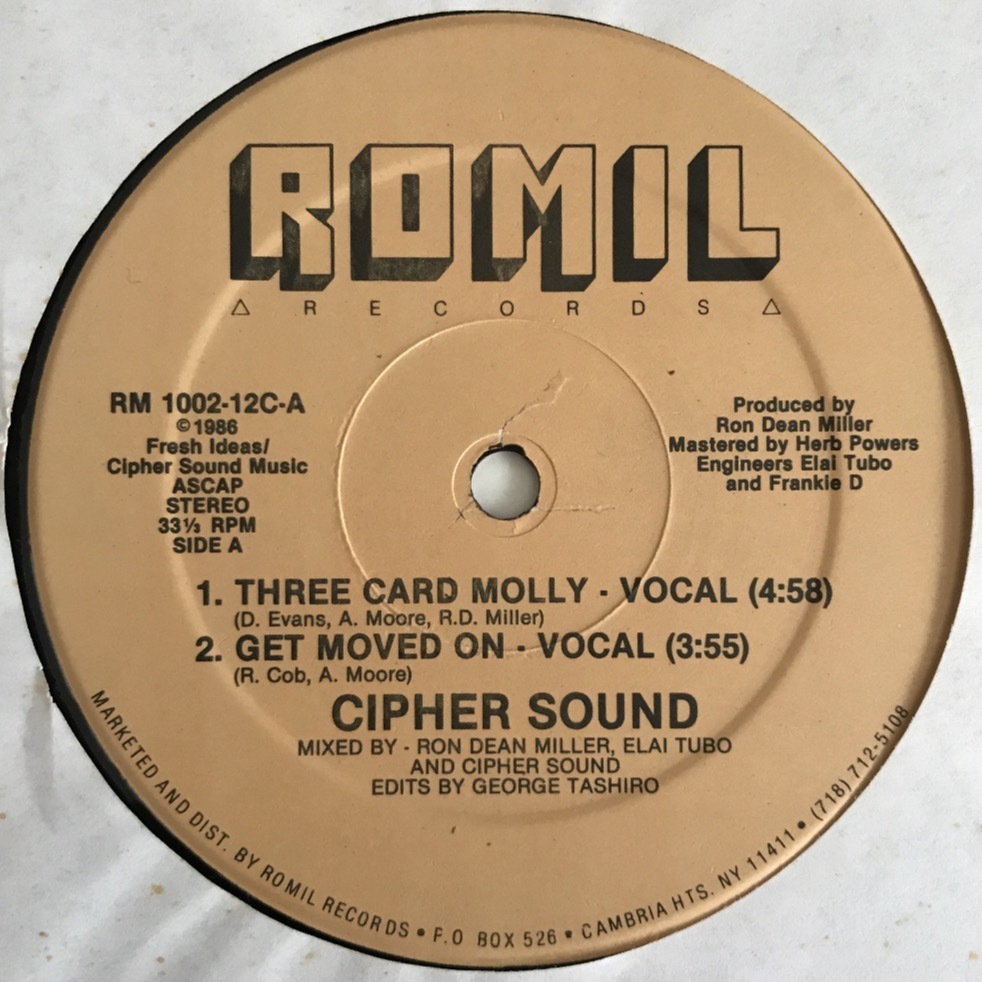 ROMIL
RECORDS
RM 1002-12C-A
©1986
Fresh Ideas/
Cipher Sound Music
ASCAP
STEREO
33⅓ RPM
SIDE A
Produced by
Ron Dean Miller
Mastered by Herb Powers
Engineers Elai Tubo
and Frankie D
1. THREE CARD MOLLY - VOCAL (4:58)
(D. Evans, A. Moore, R.D. Miller)
2. GET MOVED ON - VOCAL (3:55)
(R. Cob, A. Moore)
CIPHER SOUND
MIXED BY - RON DEAN MILLER, ELAI TUBO
AND CIPHER SOUND
EDITS BY GEORGE TASHIRO
MARKETED AND DIST. BY ROMIL RECORDS • F.O BOX 526 • CAMBRIA HTS. NY 11411 • (718) 712-5108